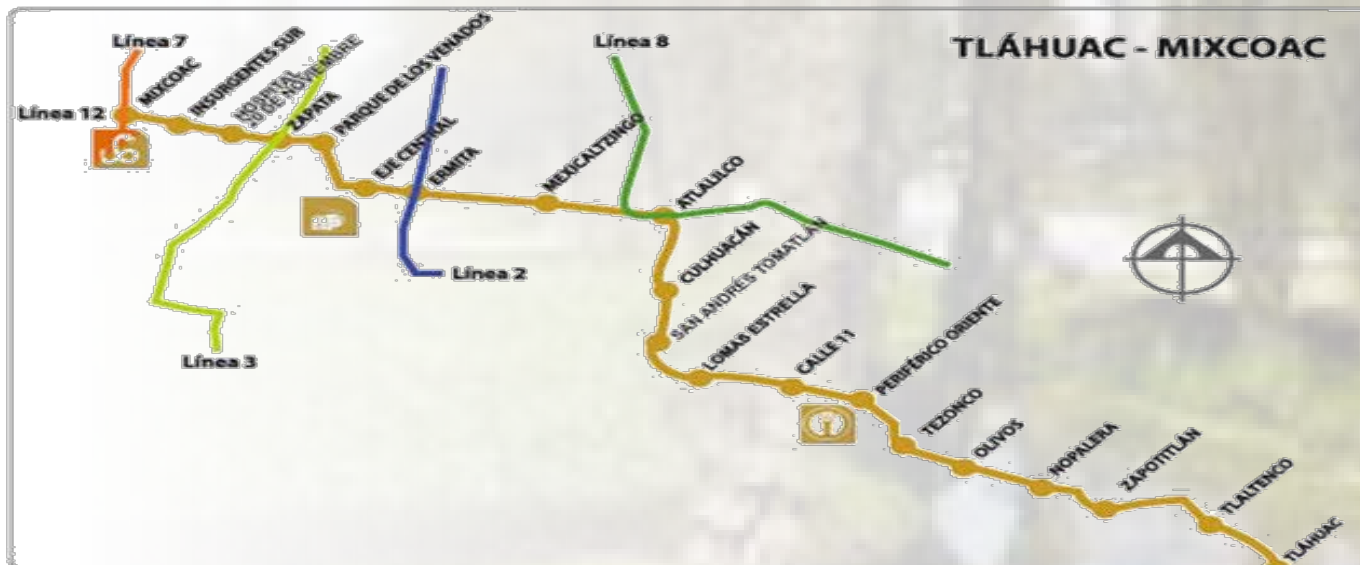 TLÁHUAC - MIXCOAC
Línea 7
Línea 8
Línea 12
MIXCOAC
INSURGENTES SUR
HOSPITAL
20 DE NOVIEMBRE
ZAPATA
PARQUE DE LOS VENADOS
EJE CENTRAL
ERMITA
MEXICALTZINGO
ATLALILCO
CULHUACÁN
SAN ANDRÉS TOMATLÁN
LOMAS ESTRELLA
CALLE 11
PERIFÉRICO ORIENTE
TEZONCO
OLIVOS
NOPALERA
ZAPOTITLÁN
TLALTENCO
TLÁHUAC
Línea 2
Línea 3